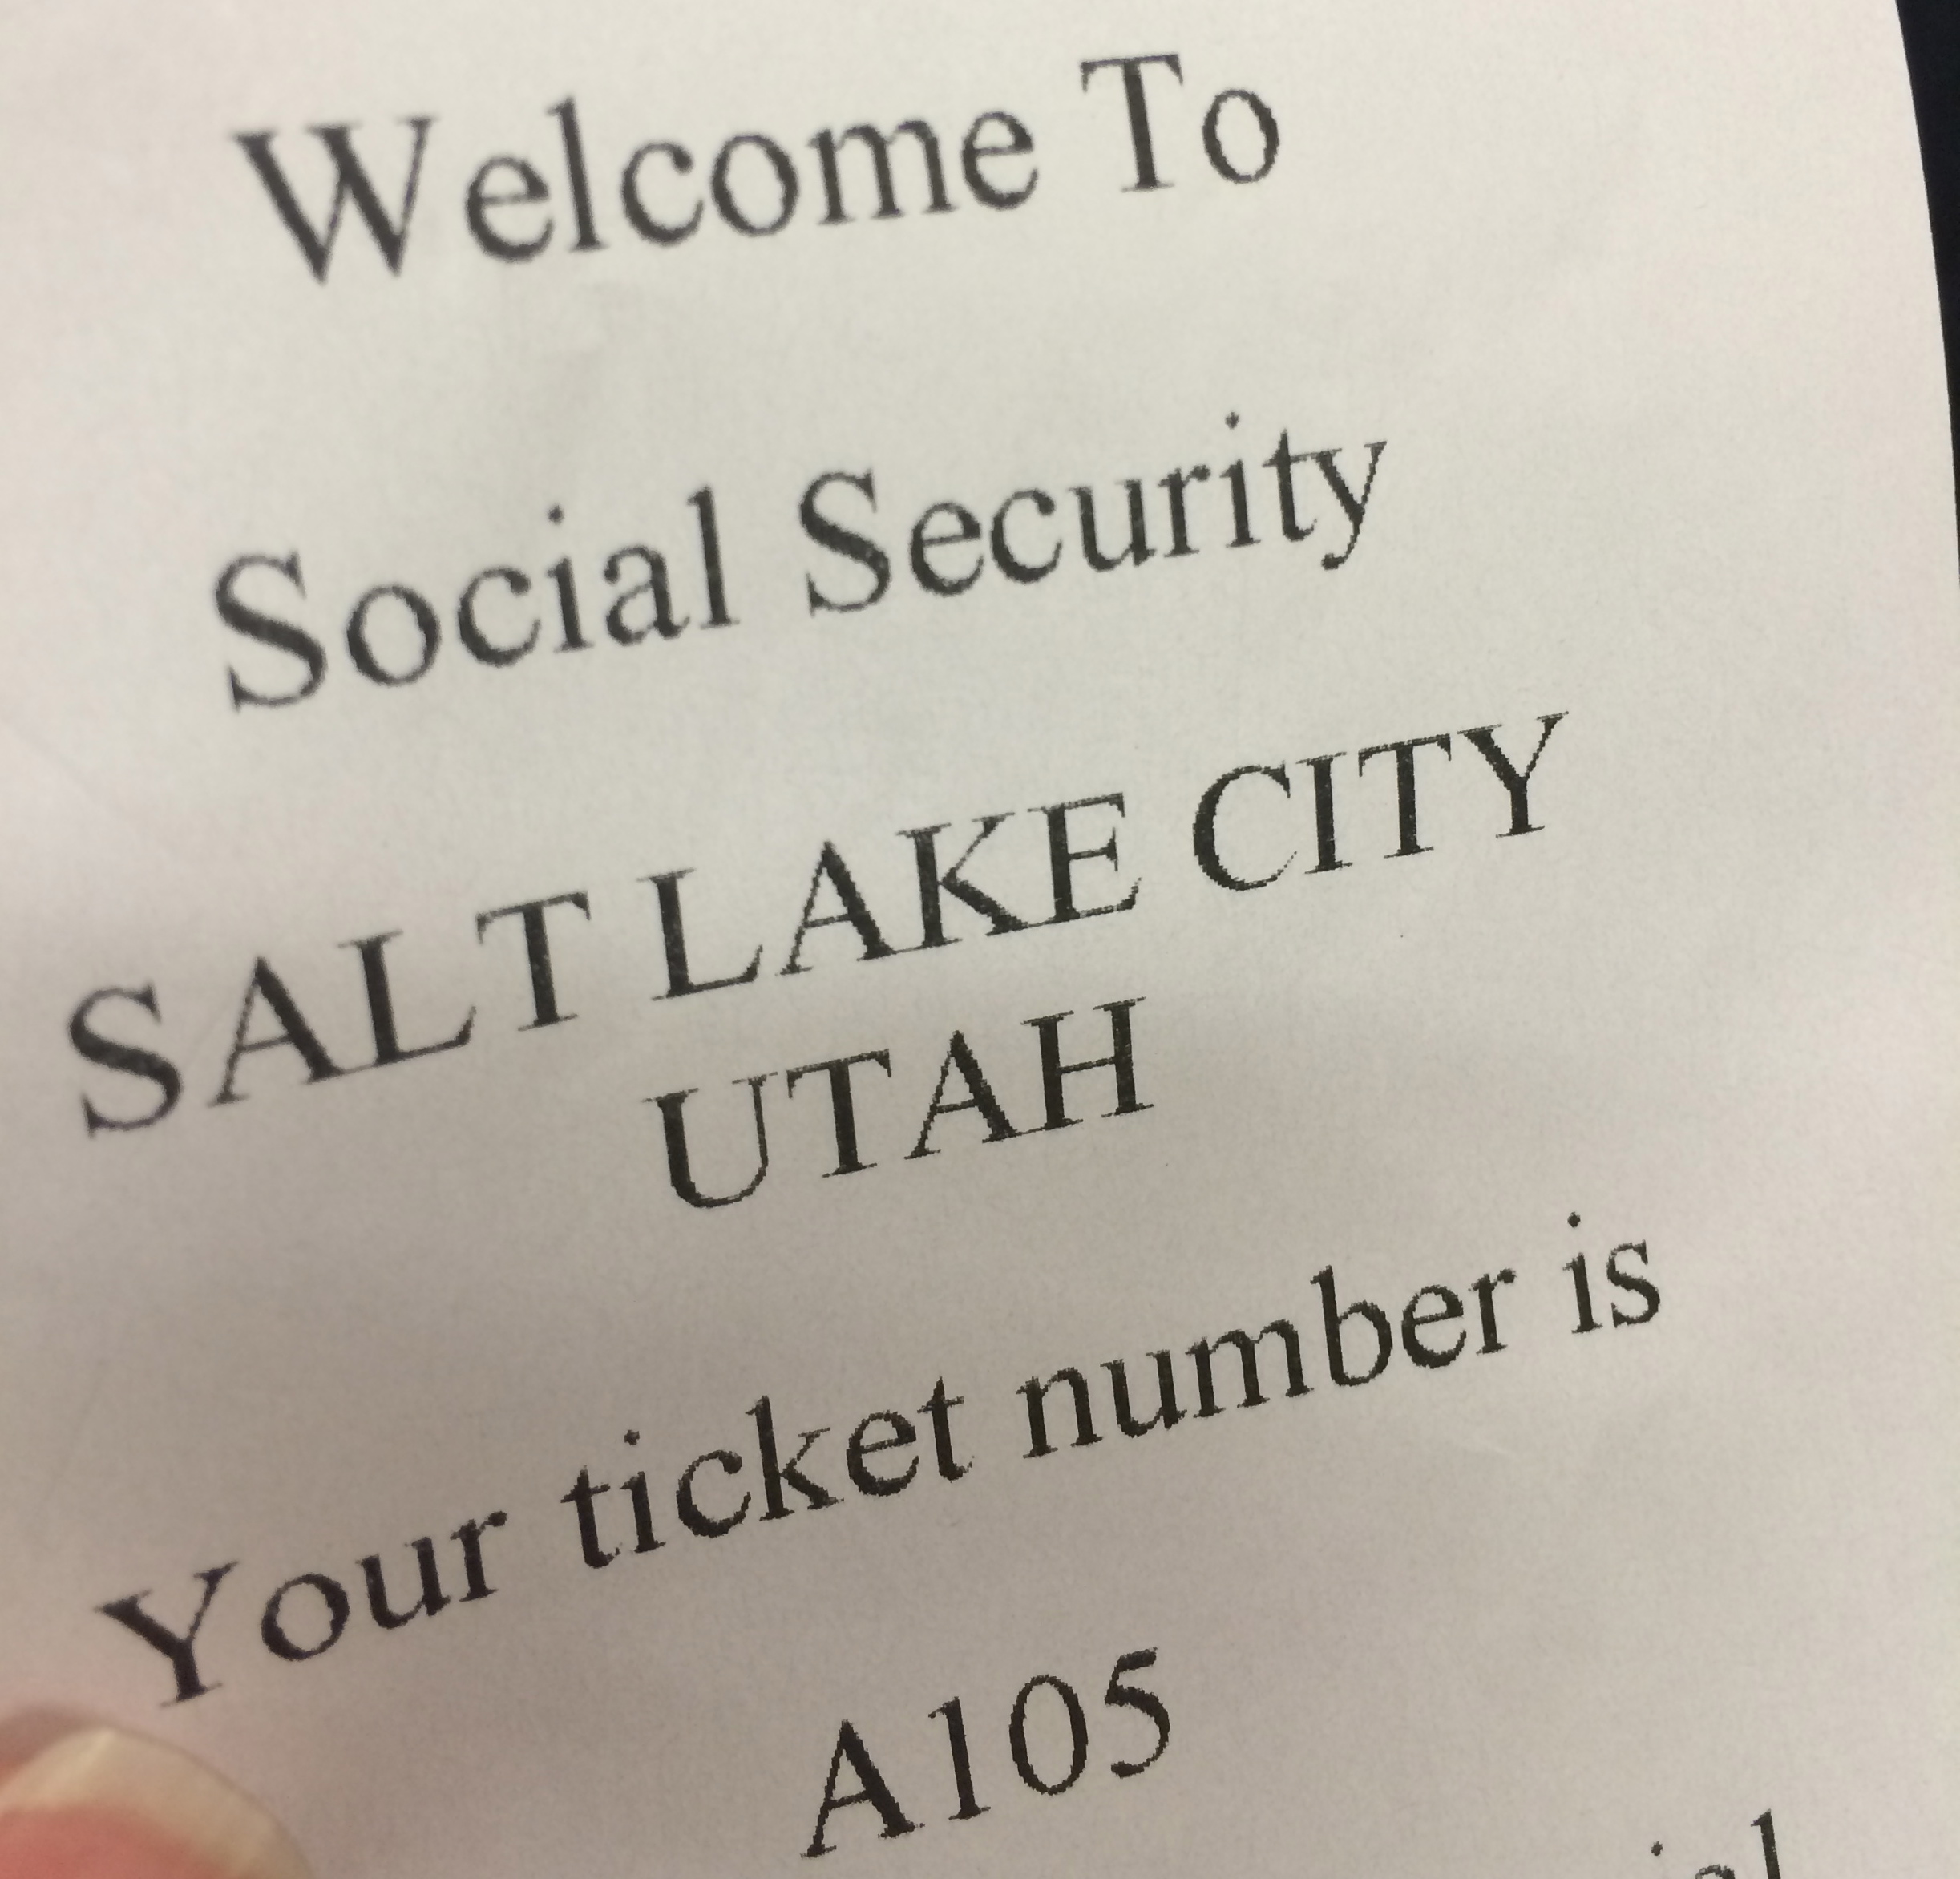 Welcome To
Social Security
SALT LAKE CITY
UTAH
Your ticket number is
A105